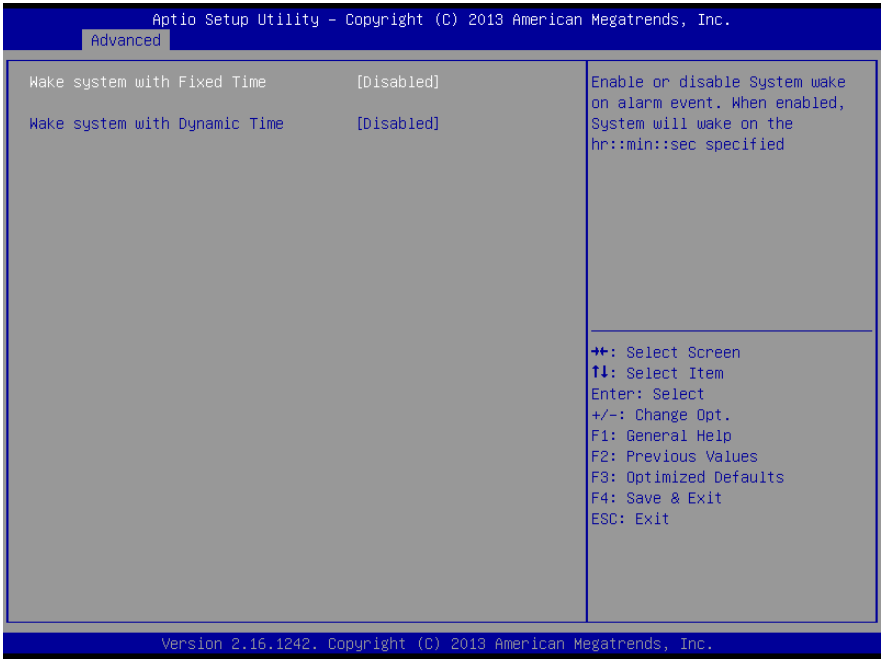 Aptio Setup Utility – Copyright (C) 2013 American Megatrends, Inc.
Advanced
Wake system with Fixed Time [Disabled]
Wake system with Dynamic Time [Disabled]
Enable or disable System wake
on alarm event. When enabled,
System will wake on the
hr::min::sec specified
→←: Select Screen
↑↓: Select Item
Enter: Select
+/-: Change Opt.
F1: General Help
F2: Previous Values
F3: Optimized Defaults
F4: Save & Exit
ESC: Exit
Version 2.16.1242. Copyright (C) 2013 American Megatrends, Inc.